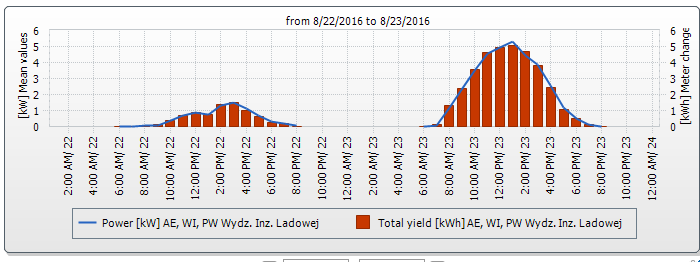 from 8/22/2016 to 8/23/2016
[kW] Mean values
6
5
4
3
2
1
0
6
5
4
3
2
1
0
[kWh] Meter change
2:00 AM/ 22
4:00 AM/ 22
6:00 AM/ 22
8:00 AM/ 22
10:00 AM/ 22
12:00 PM/ 22
2:00 PM/ 22
4:00 PM/ 22
6:00 PM/ 22
8:00 PM/ 22
10:00 PM/ 22
12:00 AM/ 23
2:00 AM/ 23
4:00 AM/ 23
6:00 AM/ 23
8:00 AM/ 23
10:00 AM/ 23
12:00 PM/ 23
2:00 PM/ 23
4:00 PM/ 23
6:00 PM/ 23
8:00 PM/ 23
10:00 PM/ 23
12:00 AM/ 24
Power [kW] AE, WI, PW Wydz. Inz. Ladowej
Total yield [kWh] AE, WI, PW Wydz. Inz. Ladowej